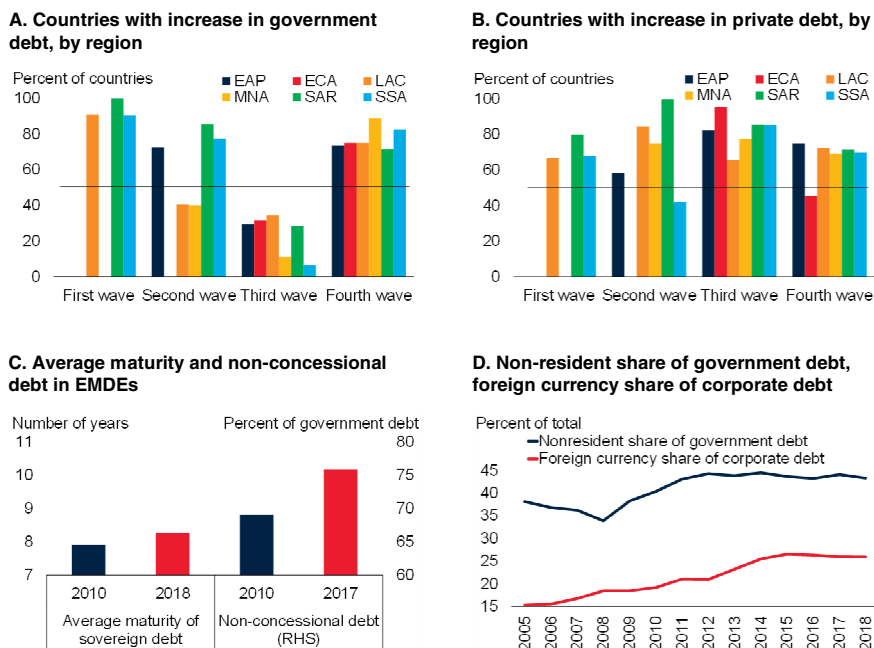 A. Countries with increase in government
debt, by region
Percent of countries
EAP ECA LAC
MNA SAR SSA
100
80
60
40
20
0
First wave Second wave Third wave Fourth wave
B. Countries with increase in private debt, by
region
Percent of countries
EAP ECA LAC
MNA SAR SSA
100
80
60
40
20
0
First wave Second wave Third wave Fourth wave
C. Average maturity and non-concessional
debt in EMDEs
Number of years Percent of government debt
11 80
10 75
9 70
8 65
7 60
2010 2018 2010 2017
Average maturity of
sovereign debt
Non-concessional debt
(RHS)
D. Non-resident share of government debt,
foreign currency share of corporate debt
Percent of total
Nonresident share of government debt
Foreign currency share of corporate debt
45
40
35
30
25
20
15
2005 2006 2007 2008 2009 2010 2011 2012 2013 2014 2015 2016 2017 2018